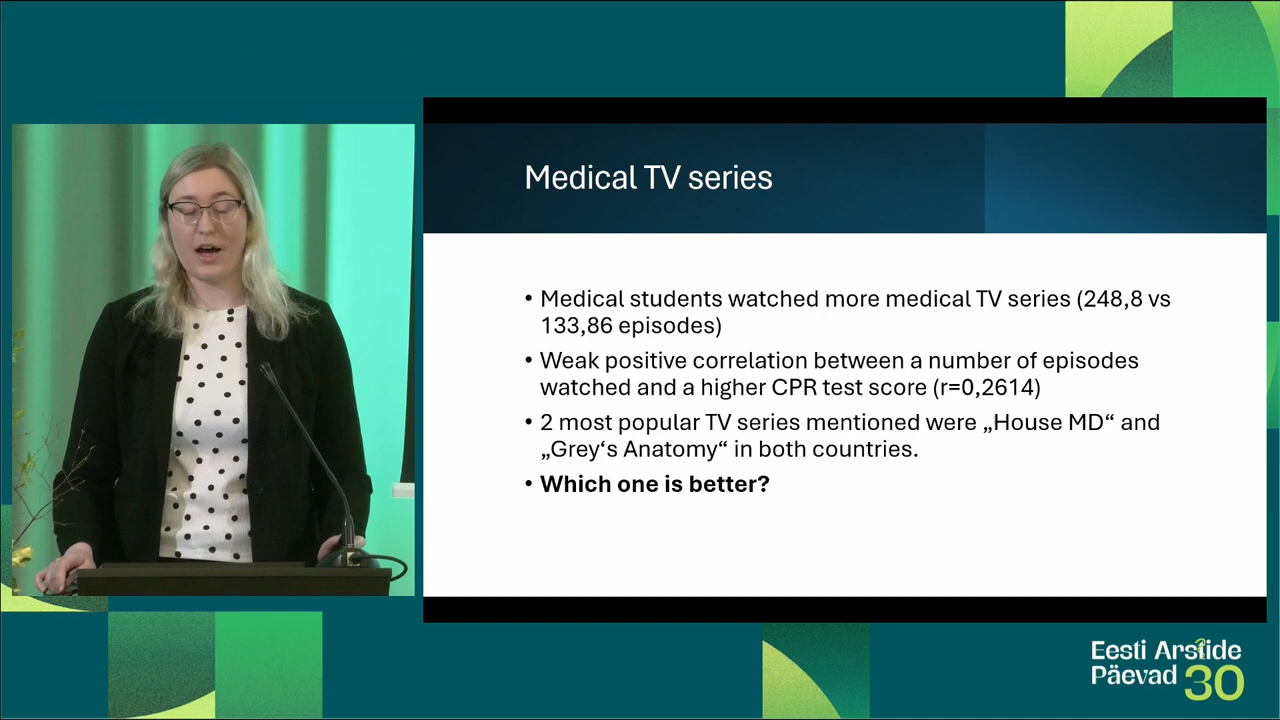 Medical TV series
• Medical students watched more medical TV series (248,8 vs
133,86 episodes)
• Weak positive correlation between a number of episodes
watched and a higher CPR test score (r=0,2614)
• 2 most popular TV series mentioned were „House MD“ and
„Grey‘s Anatomy“ in both countries.
• Which one is better?
Eesti Arstide
Päevad 30